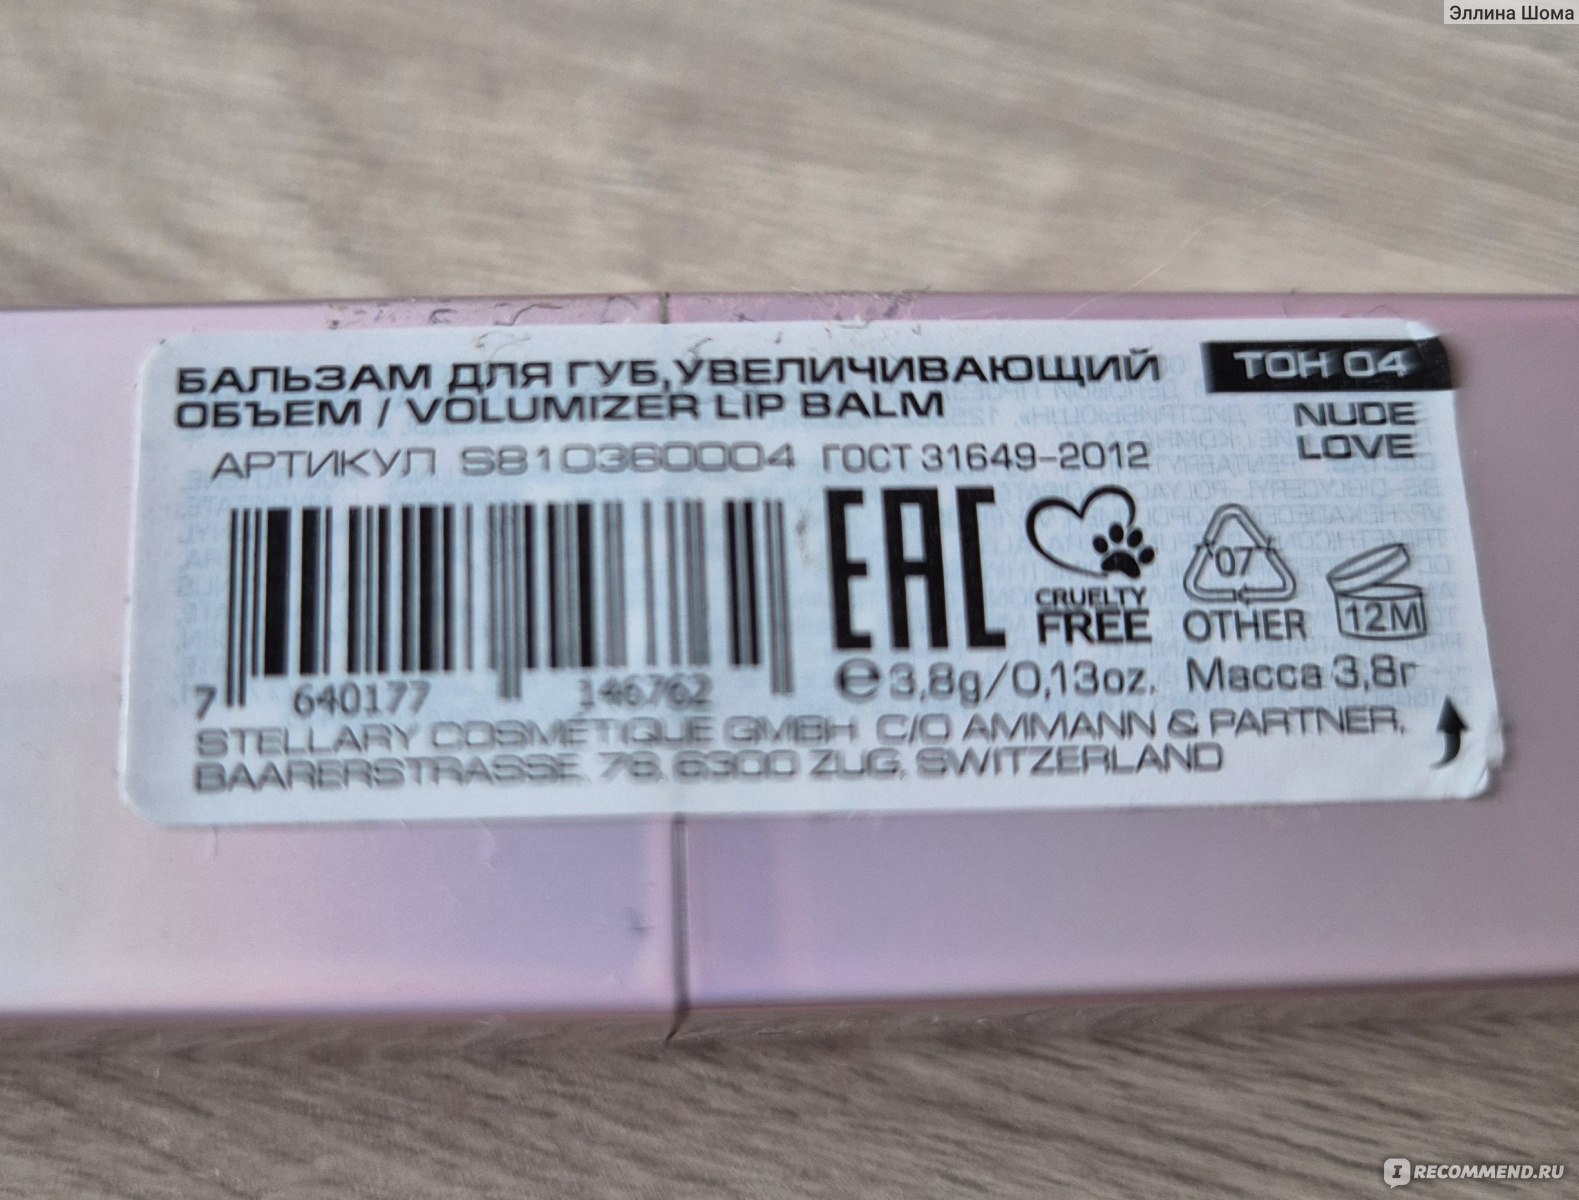 Эллина Шома
БАЛЬЗАМ ДЛЯ ГУБ,УВЕЛИЧИВАЮЩИЙ
ОБЪЕМ / VOLUMIZER LIP BALM
ТОН 04
NUDE
LOVE
АРТИКУЛ S810360004 ГОСТ 31649-2012
EAC
CRUELTY
FREE
07
OTHER
12M
7 640177 146762
e 3,8g/0,13oz. Масса 3,8г
STELLARY COSMETIQUE GMBH C/O AMMANN & PARTNER,
BAARERSTRASSE 78, 6300 ZUG, SWITZERLAND
IRECOMMEND.RU